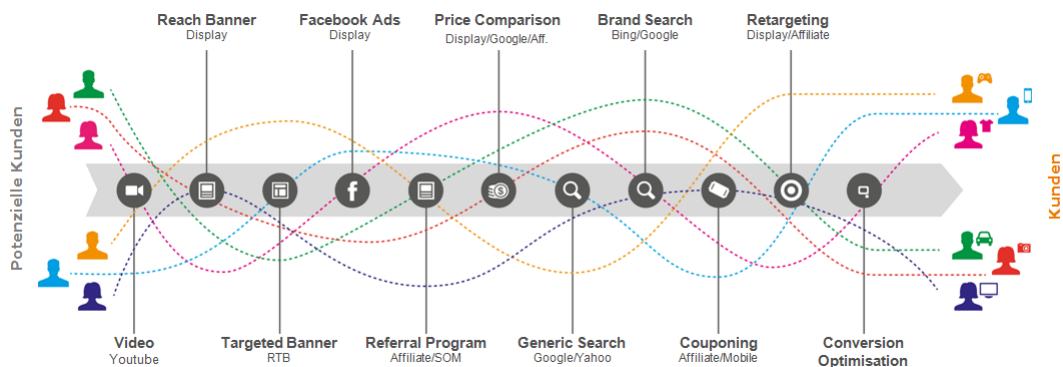 Reach Banner
Display
Facebook Ads
Display
Price Comparison
Display/Google/Aff.
Brand Search
Bing/Google
Retargeting
Display/Affiliate
Potenzielle Kunden
f
$
Kunden
Video
Youtube
Targeted Banner
RTB
Referral Program
Affiliate/SOM
Generic Search
Google/Yahoo
Couponing
Affiliate/Mobile
Conversion
Optimisation